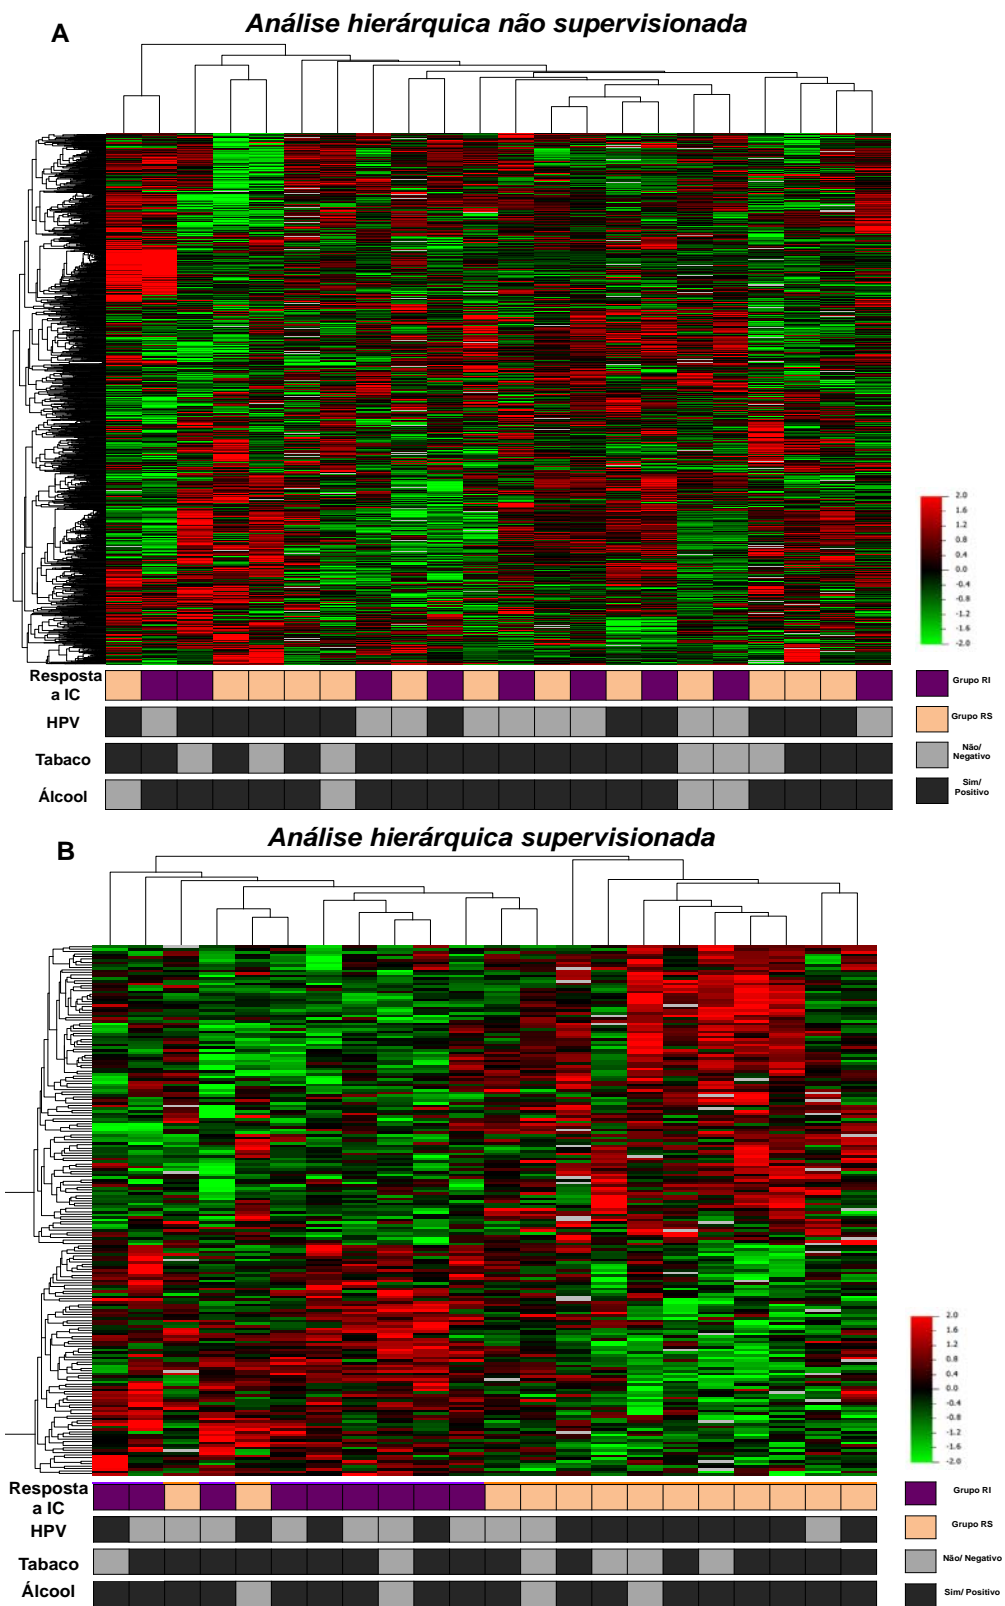 A
Análise hierárquica não supervisionada
2.0
1.6
1.2
0.8
0.4
0.0
-0.4
-0.8
-1.2
-1.6
-2.0
Resposta
a IC
HPV
Tabaco
Álcool
Grupo RI
Grupo RS
Não/
Negativo
Sim/
Positivo
B
Análise hierárquica supervisionada
2.0
1.6
1.2
0.8
0.4
0.0
-0.4
-0.8
-1.2
-1.6
-2.0
Resposta
a IC
HPV
Tabaco
Álcool
Grupo RI
Grupo RS
Não/ Negativo
Sim/ Positivo